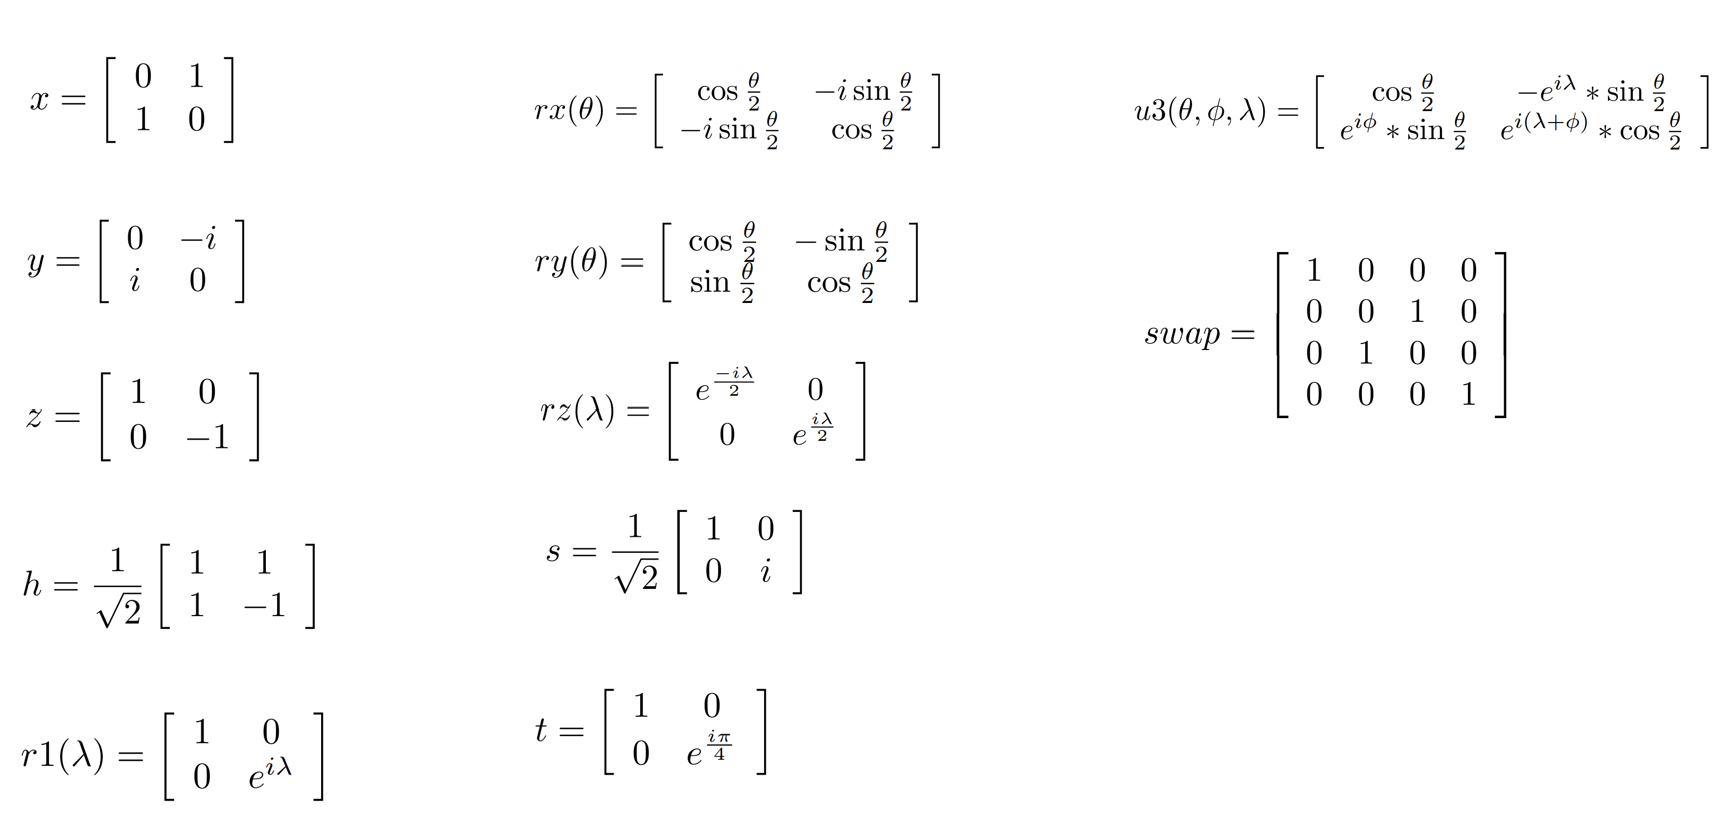 x = [ 0 1 ; 1 0 ]
y = [ 0 −i ; i 0 ]
z = [ 1 0 ; 0 −1 ]
h = 1/√2 [ 1 1 ; 1 −1 ]
r1(λ) = [ 1 0 ; 0 e^{iλ} ]
rx(θ) = [ cos θ/2 −i sin θ/2 ; −i sin θ/2 cos θ/2 ]
ry(θ) = [ cos θ/2 − sin θ/2 ; sin θ/2 cos θ/2 ]
rz(λ) = [ e^{−iλ/2} 0 ; 0 e^{iλ/2} ]
s = 1/√2 [ 1 0 ; 0 i ]
t = [ 1 0 ; 0 e^{iπ/4} ]
u3(θ, ϕ, λ) = [ cos θ/2 −e^{iλ} ∗ sin θ/2 ; e^{iϕ} ∗ sin θ/2 e^{i(λ+ϕ)} ∗ cos θ/2 ]
swap = [ 1 0 0 0 ; 0 0 1 0 ; 0 1 0 0 ; 0 0 0 1 ]